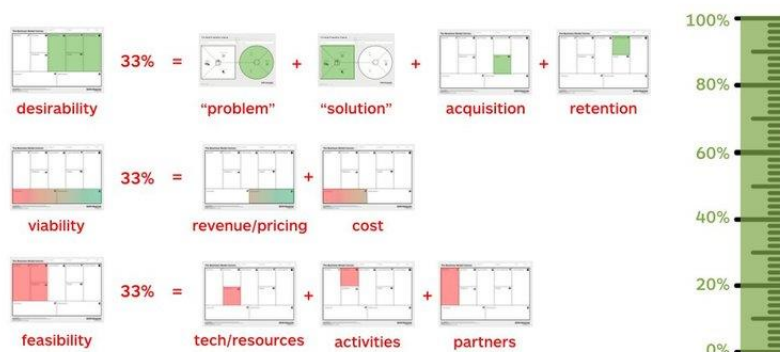 33% = + + +
desirability "problem" "solution" acquisition retention
33% = +
viability revenue/pricing cost
33% = + +
feasibility tech/resources activities partners
100%
80%
60%
40%
20%
0%